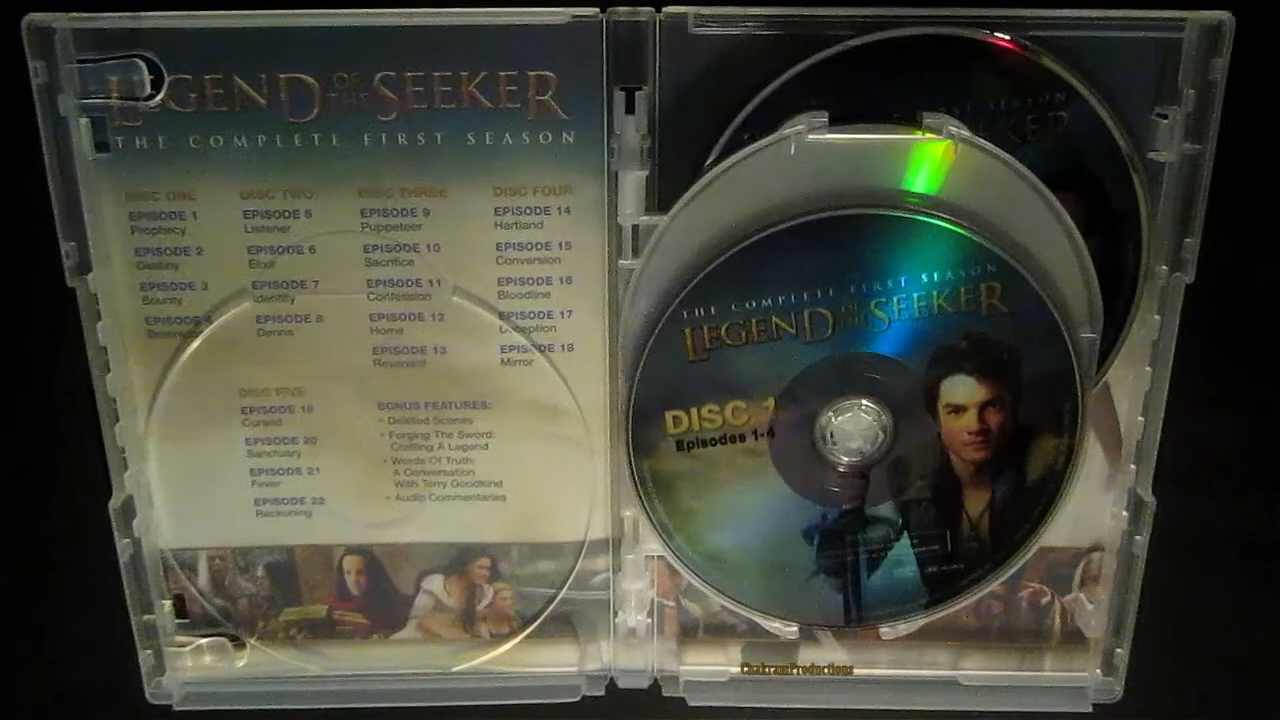 LEGEND OF THE SEEKER
THE COMPLETE FIRST SEASON
DISC ONE
EPISODE 1
Prophecy
EPISODE 2
Destiny
EPISODE 3
Bounty
EPISODE 4
DISC TWO
EPISODE 5
Listener
EPISODE 6
Elixir
EPISODE 7
Identity
EPISODE 8
Denna
DISC THREE
EPISODE 9
Puppeteer
EPISODE 10
Sacrifice
EPISODE 11
Confession
EPISODE 12
Home
EPISODE 13
Revenant
DISC FOUR
EPISODE 14
Hartland
EPISODE 15
Conversion
EPISODE 16
Bloodline
EPISODE 17
Deception
EPISODE 18
Mirror
DISC FIVE
EPISODE 19
Cursed
EPISODE 20
Sanctuary
EPISODE 21
Fever
EPISODE 22
Reckoning
BONUS FEATURES:
• Deleted Scenes
• Forging The Sword:
Crafting A Legend
• Words Of Truth:
A Conversation
With Terry Goodkind
• Audio Commentaries
FIRST SEASON
SEEKER
THE COMPLETE FIRST SEASON
LEGEND OF THE SEEKER
DISC 1
Episodes 1-4
ChakramProductions